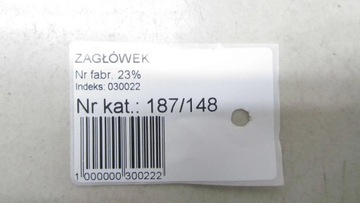 ZAGŁÓWEK
Nr fabr. 23%
Indeks: 030022
Nr kat.: 187/148
1 000000 300222